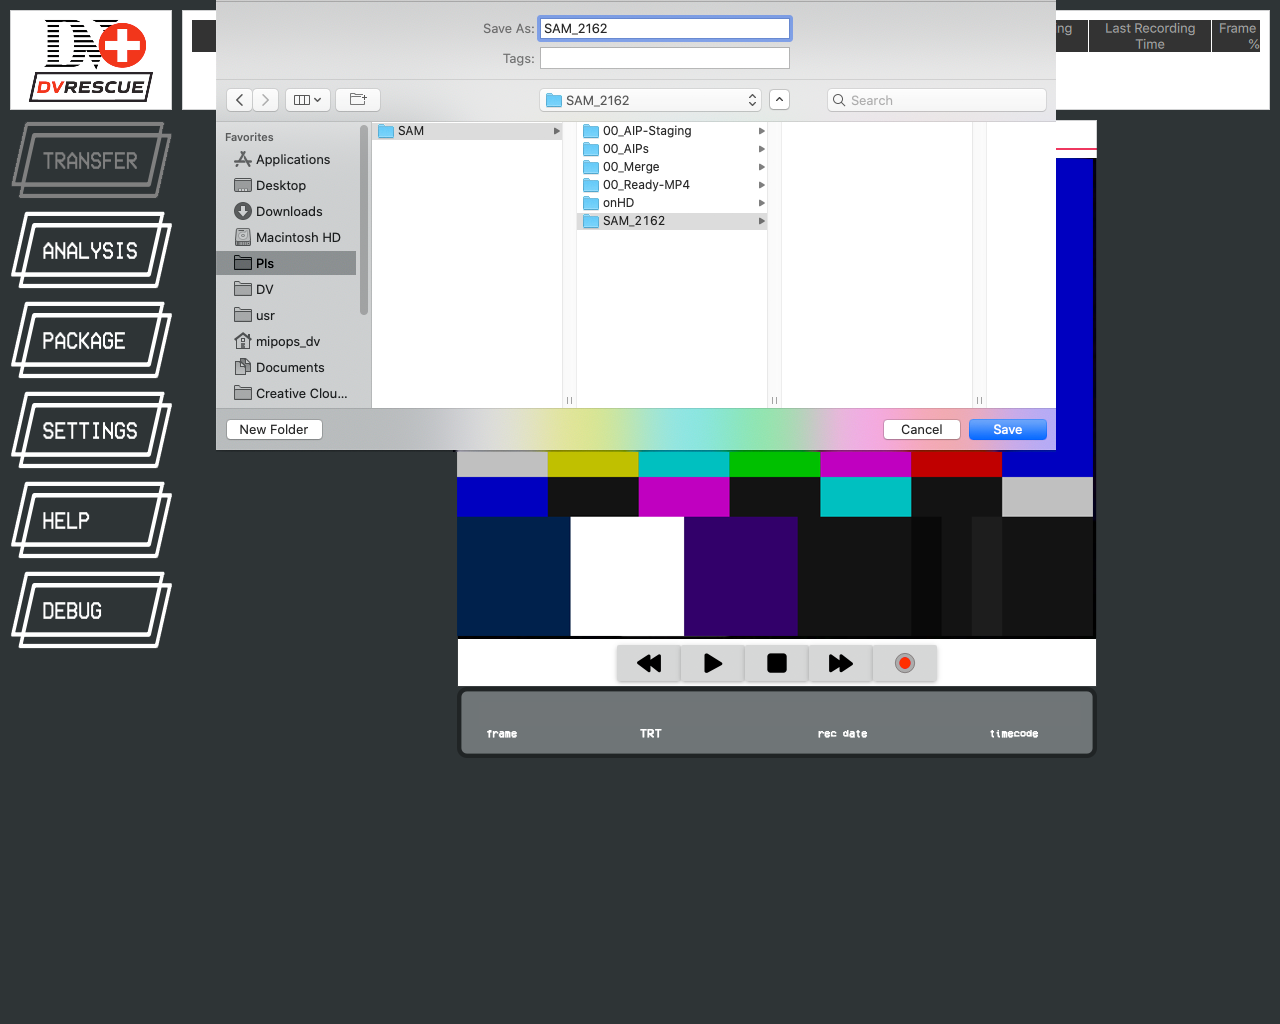 DV
DVRESCUE
ng
Last Recording
Time
Frame
%
Save As: SAM_2162
Tags:
SAM_2162
Search
Favorites
Applications
Desktop
Downloads
Macintosh HD
PIs
DV
usr
mipops_dv
Documents
Creative Clou...
SAM
00_AIP-Staging
00_AIPs
00_Merge
00_Ready-MP4
onHD
SAM_2162
New Folder
Cancel
Save
TRANSFER
ANALYSIS
PACKAGE
SETTINGS
HELP
DEBUG
frame
TRT
rec date
timecode